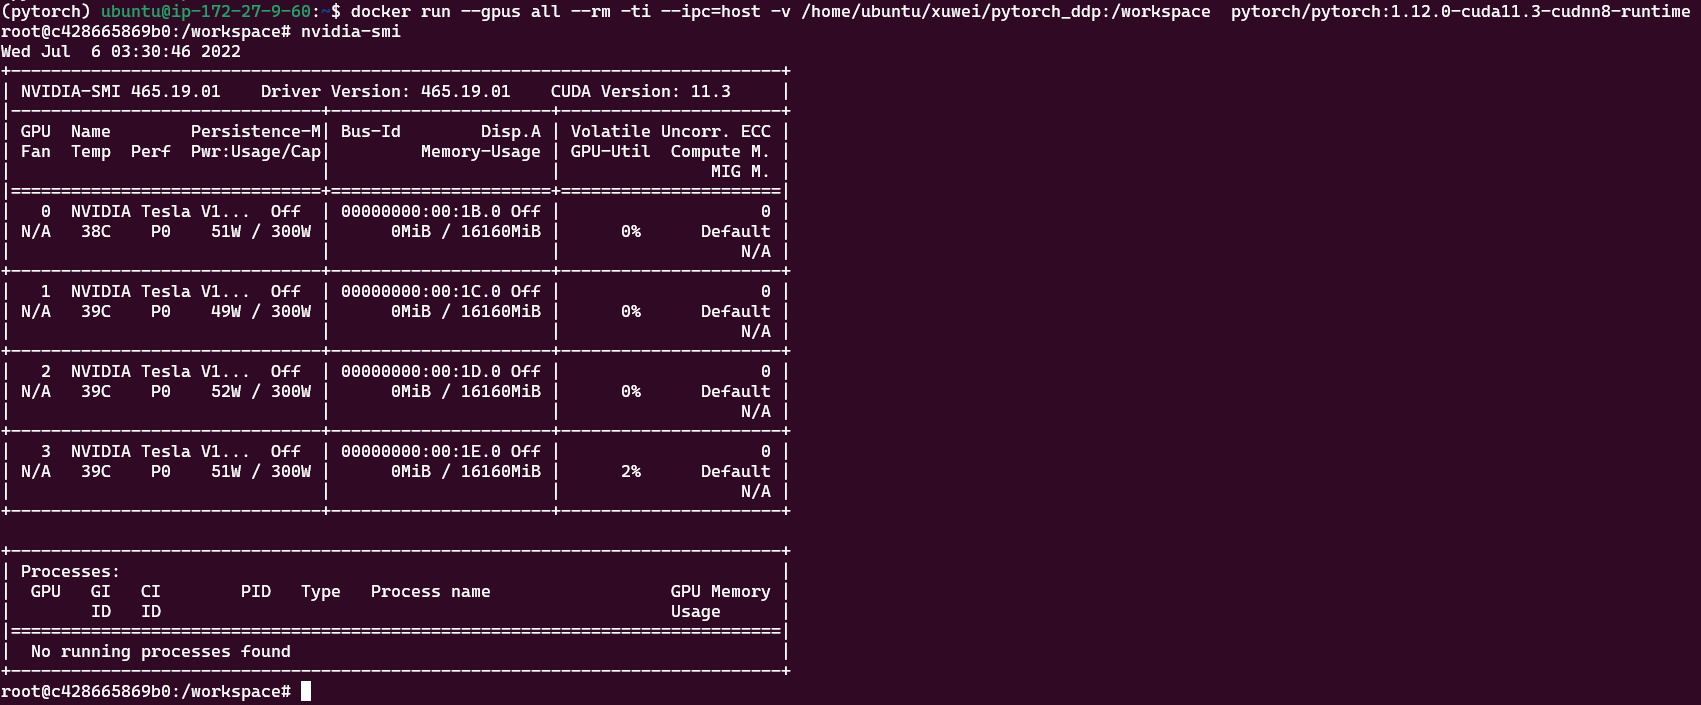 (pytorch) ubuntu@ip-172-27-9-60:~$ docker run --gpus all --rm -ti --ipc=host -v /home/ubuntu/xuwei/pytorch_ddp:/workspace  pytorch/pytorch:1.12.0-cuda11.3-cudnn8-runtime
root@c428665869b0:/workspace# nvidia-smi
Wed Jul  6 03:30:46 2022
+-----------------------------------------------------------------------------+
| NVIDIA-SMI 465.19.01    Driver Version: 465.19.01    CUDA Version: 11.3     |
|-------------------------------+----------------------+----------------------+
| GPU  Name        Persistence-M| Bus-Id        Disp.A | Volatile Uncorr. ECC |
| Fan  Temp  Perf  Pwr:Usage/Cap|         Memory-Usage | GPU-Util  Compute M. |
|                               |                      |               MIG M. |
|===============================+======================+======================|
|   0  NVIDIA Tesla V1...  Off  | 00000000:00:1B.0 Off |                    0 |
| N/A   38C    P0    51W / 300W |      0MiB / 16160MiB |      0%      Default |
|                               |                      |                  N/A |
+-------------------------------+----------------------+----------------------+
|   1  NVIDIA Tesla V1...  Off  | 00000000:00:1C.0 Off |                    0 |
| N/A   39C    P0    49W / 300W |      0MiB / 16160MiB |      0%      Default |
|                               |                      |                  N/A |
+-------------------------------+----------------------+----------------------+
|   2  NVIDIA Tesla V1...  Off  | 00000000:00:1D.0 Off |                    0 |
| N/A   39C    P0    52W / 300W |      0MiB / 16160MiB |      0%      Default |
|                               |                      |                  N/A |
+-------------------------------+----------------------+----------------------+
|   3  NVIDIA Tesla V1...  Off  | 00000000:00:1E.0 Off |                    0 |
| N/A   39C    P0    51W / 300W |      0MiB / 16160MiB |      2%      Default |
|                               |                      |                  N/A |
+-------------------------------+----------------------+----------------------+

+-----------------------------------------------------------------------------+
| Processes:                                                                  |
|  GPU   GI   CI        PID   Type   Process name                  GPU Memory |
|        ID   ID                                                   Usage      |
|=============================================================================|
|  No running processes found                                                 |
+-----------------------------------------------------------------------------+
root@c428665869b0:/workspace#